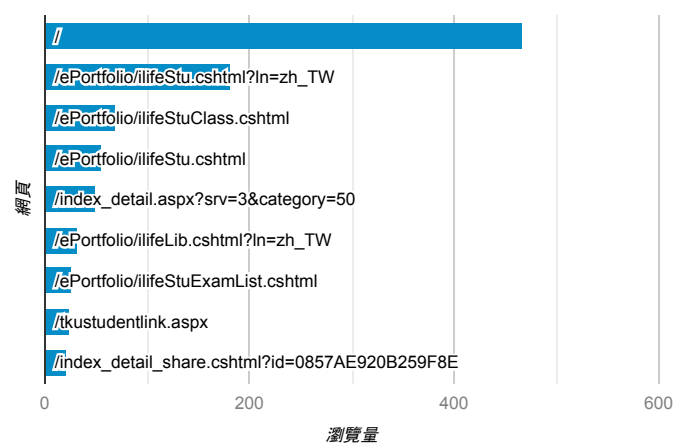 /
/ePortfolio/ilifeStu.cshtml?ln=zh_TW
/ePortfolio/ilifeStuClass.cshtml
/ePortfolio/ilifeStu.cshtml
/index_detail.aspx?srv=3&category=50
/ePortfolio/ilifeLib.cshtml?ln=zh_TW
/ePortfolio/ilifeStuExamList.cshtml
/tkustudentlink.aspx
/index_detail_share.cshtml?id=0857AE920B259F8E
網頁
0 200 400 600
瀏覽量